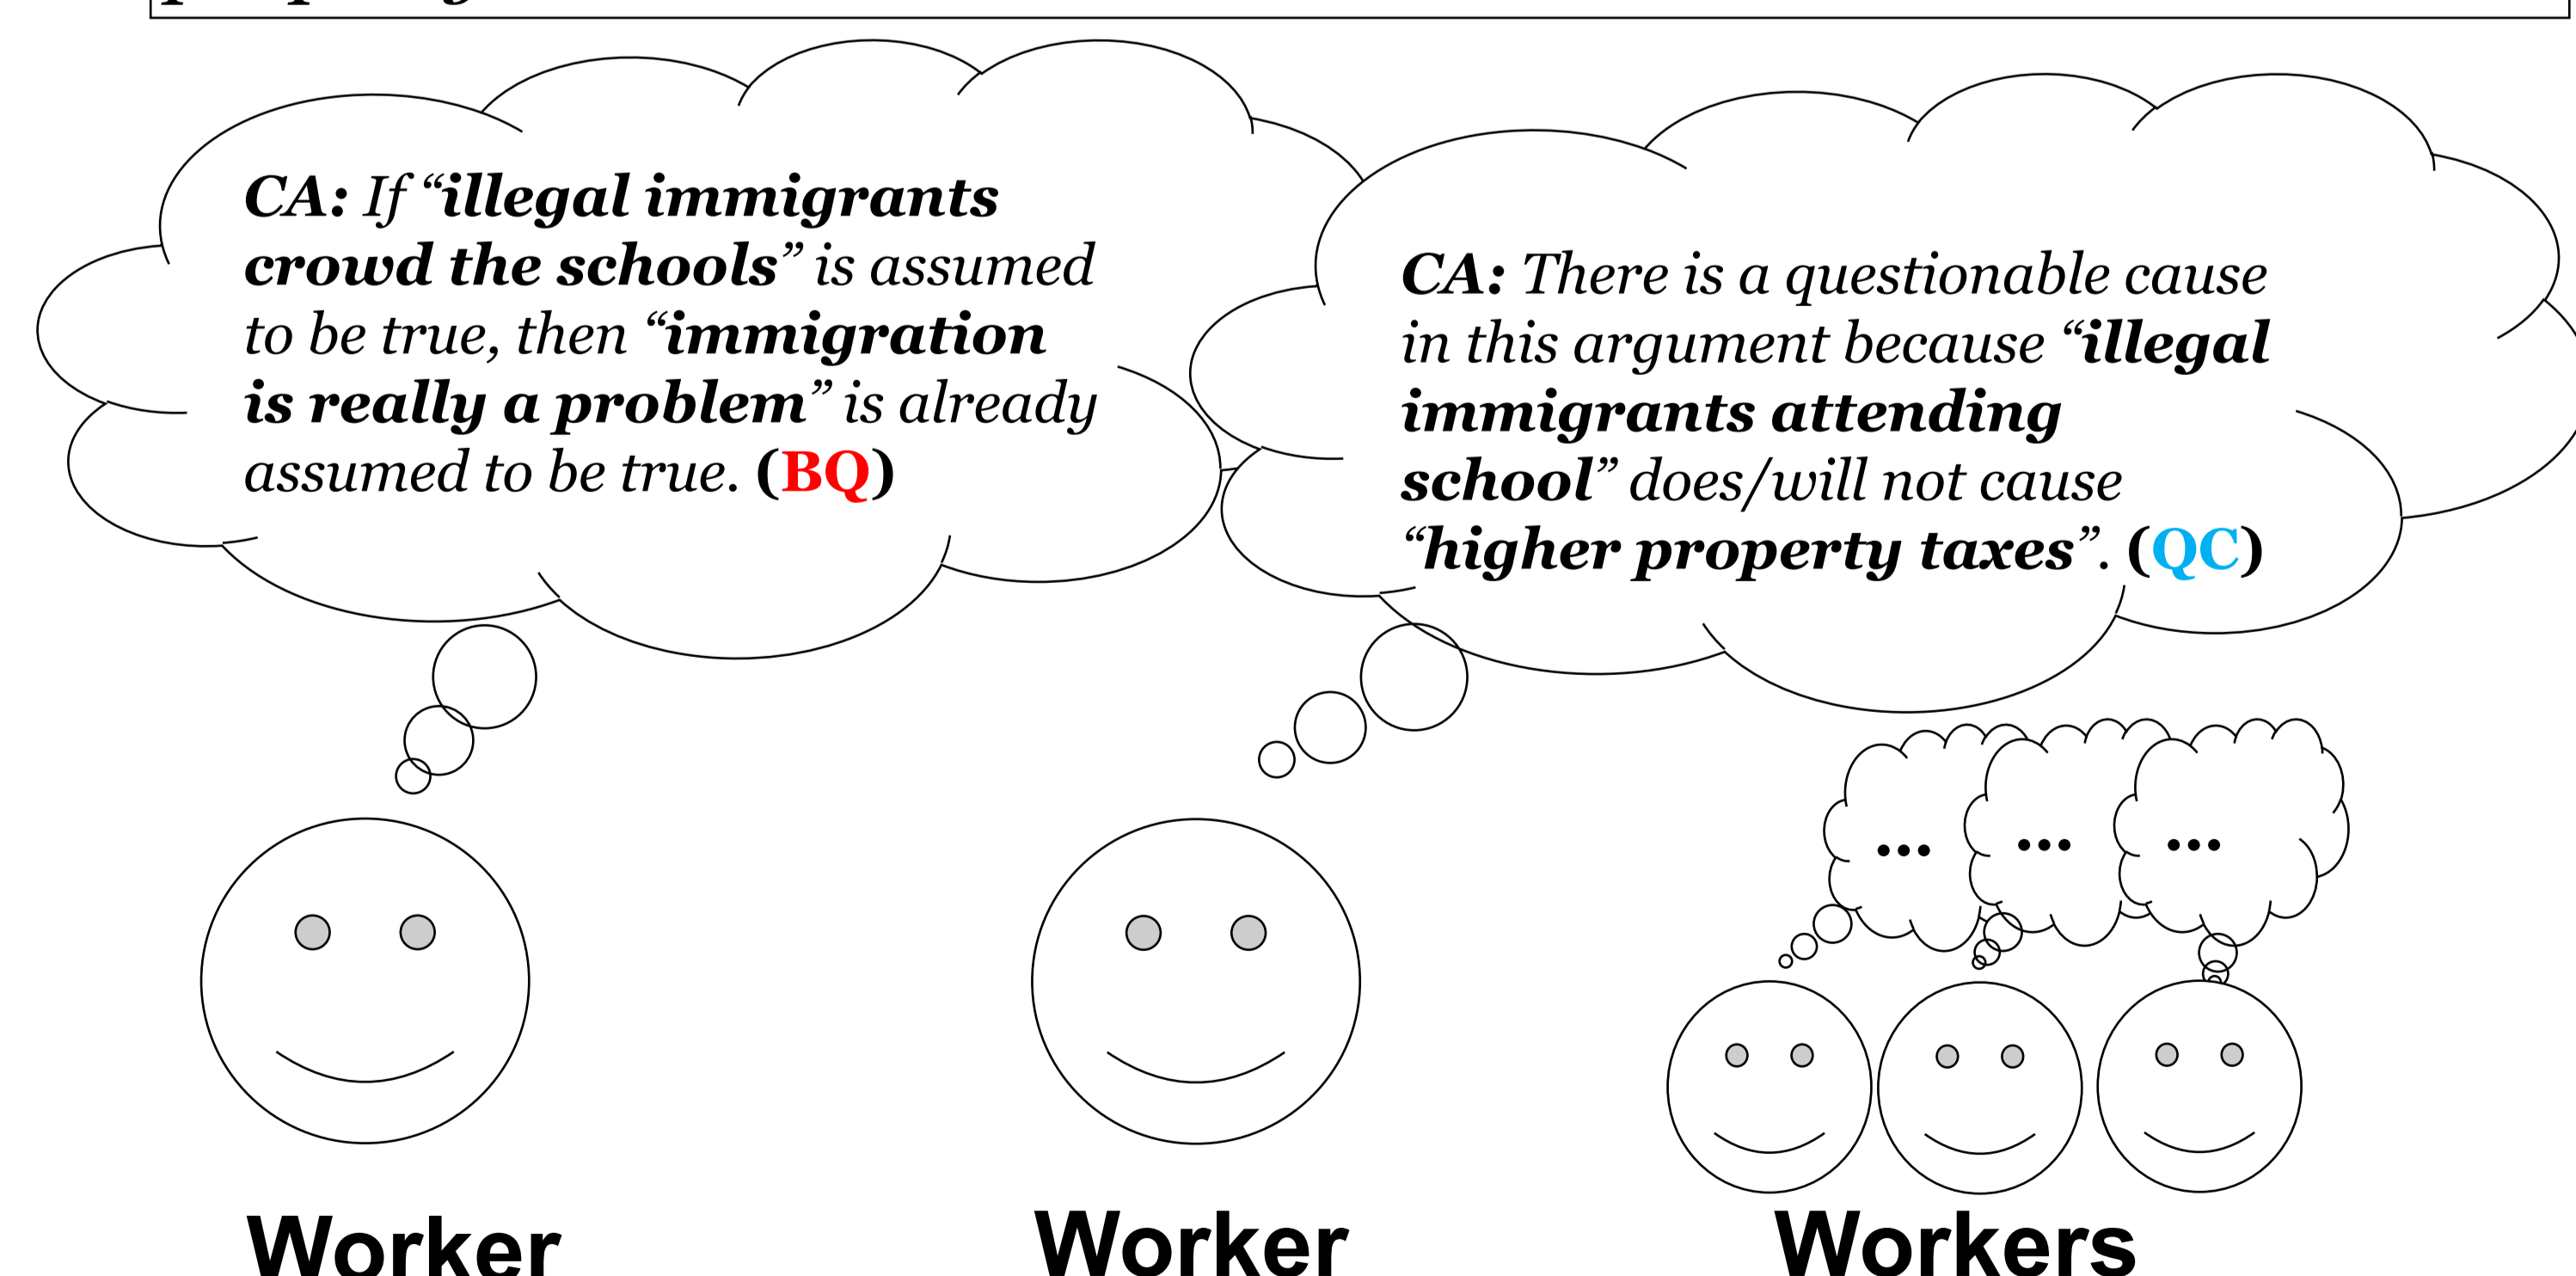 CA: If “illegal immigrants
crowd the schools” is assumed
to be true, then “immigration
is really a problem” is already
assumed to be true. (BQ)
CA: There is a questionable cause
in this argument because “illegal
immigrants attending
school” does/will not cause
“higher property taxes”. (QC)
...
...
...
Worker
Worker
Workers